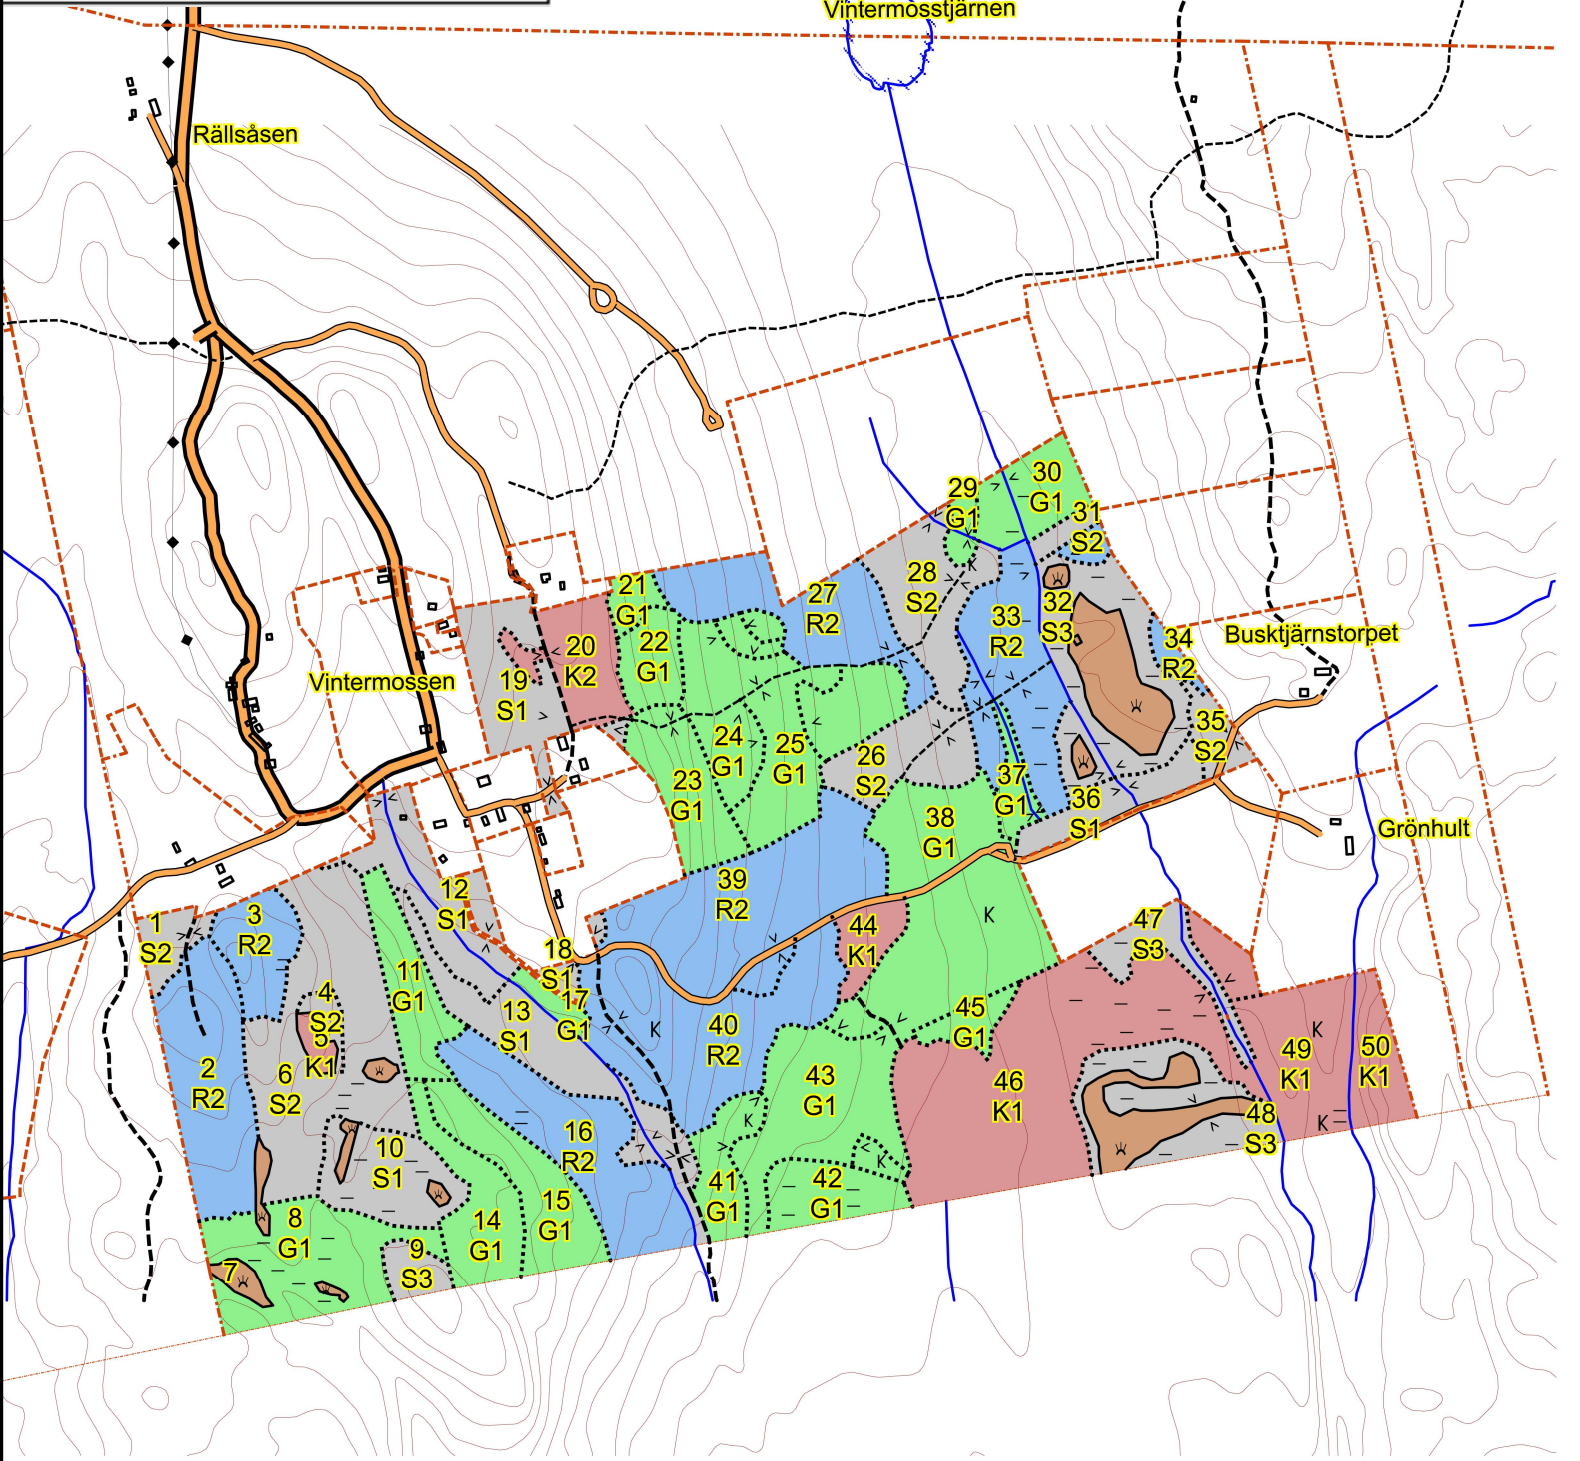 Vintermosstjärnen
Rällsåsen
30
G1
29
G1
31
S2
28
S2
21
G1
27
R2
32
S3
33
R2
22
G1
20
K2
34
R2
Busktjärnstorpet
Vintermossen
19
S1
35
S2
24
G1
25
G1
26
S2
23
G1
37
G1
36
S1
38
G1
Grönhult
39
R2
12
S1
1
S2
3
R2
44
K1
47
S3
K
11
G1
18
S1
4
S2
5
K1
17
G1
13
S1
K
40
R2
45
G1
K
49
K1
50
K1
2
R2
6
S2
43
G1
46
K1
K
16
R2
48
S3
K
10
S1
K
41
G1
42
G1
15
G1
8
G1
14
G1
9
S3
7
K